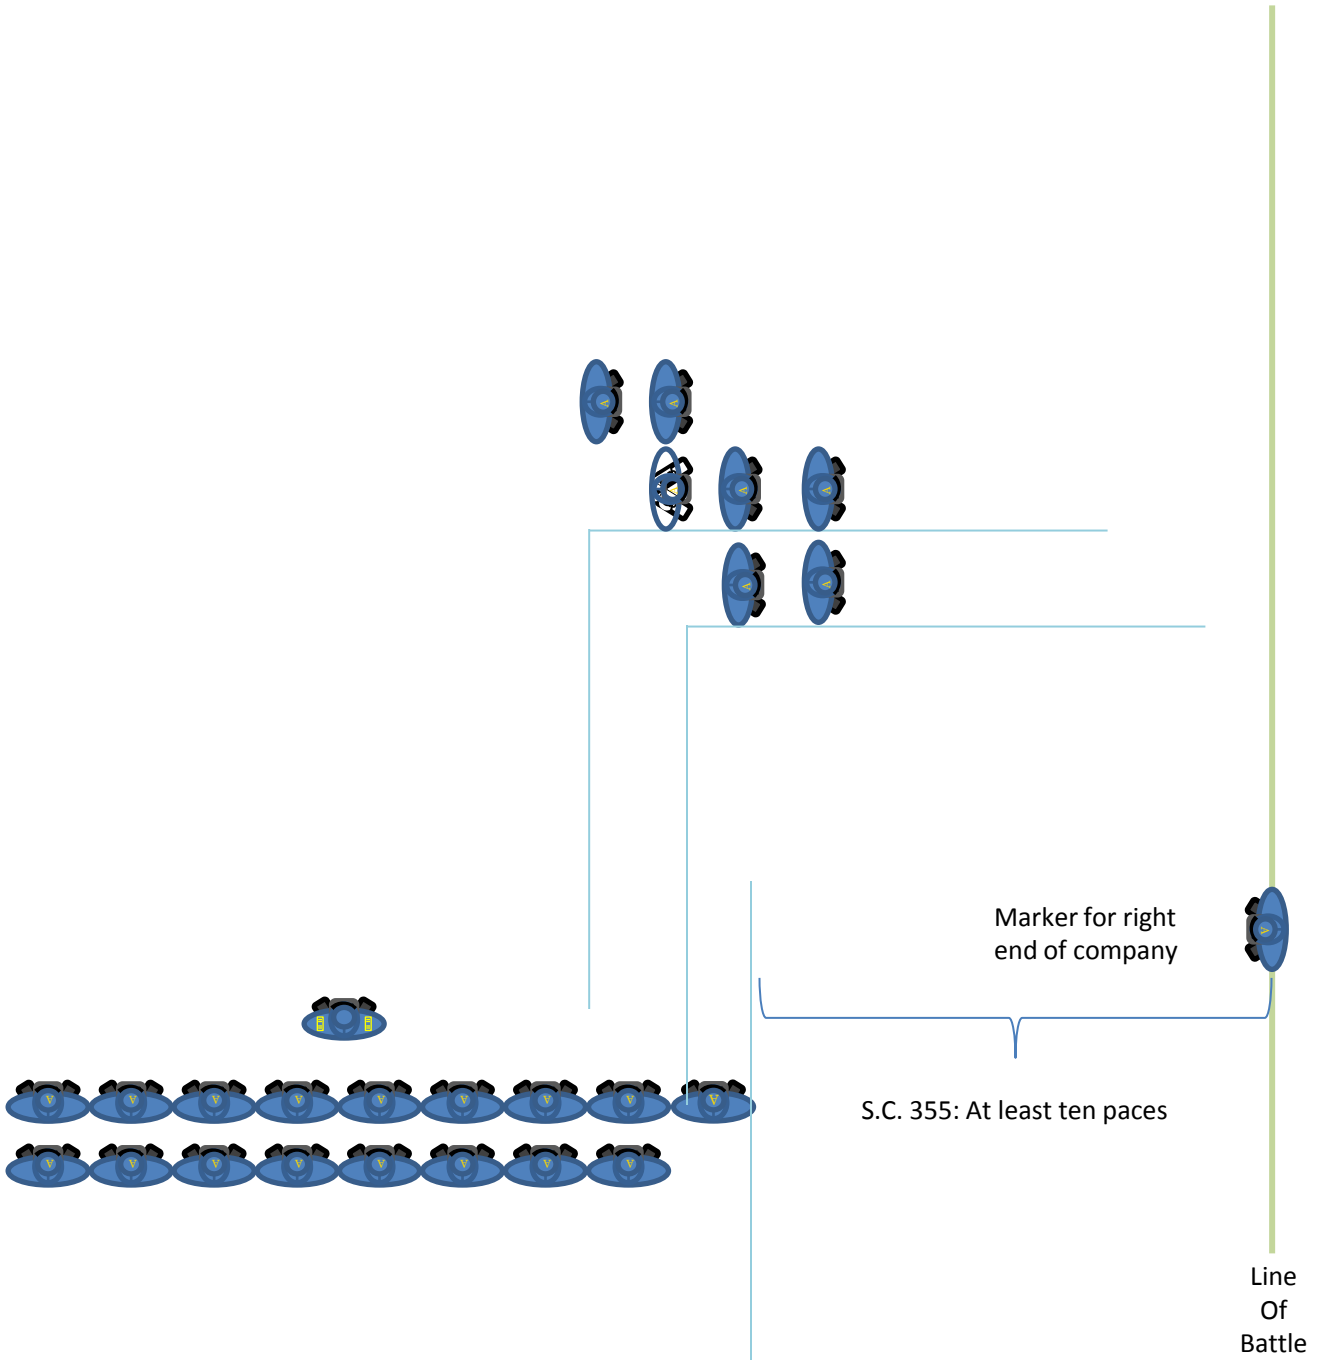 Marker for right
end of company
S.C. 355: At least ten paces
Line
Of
Battle